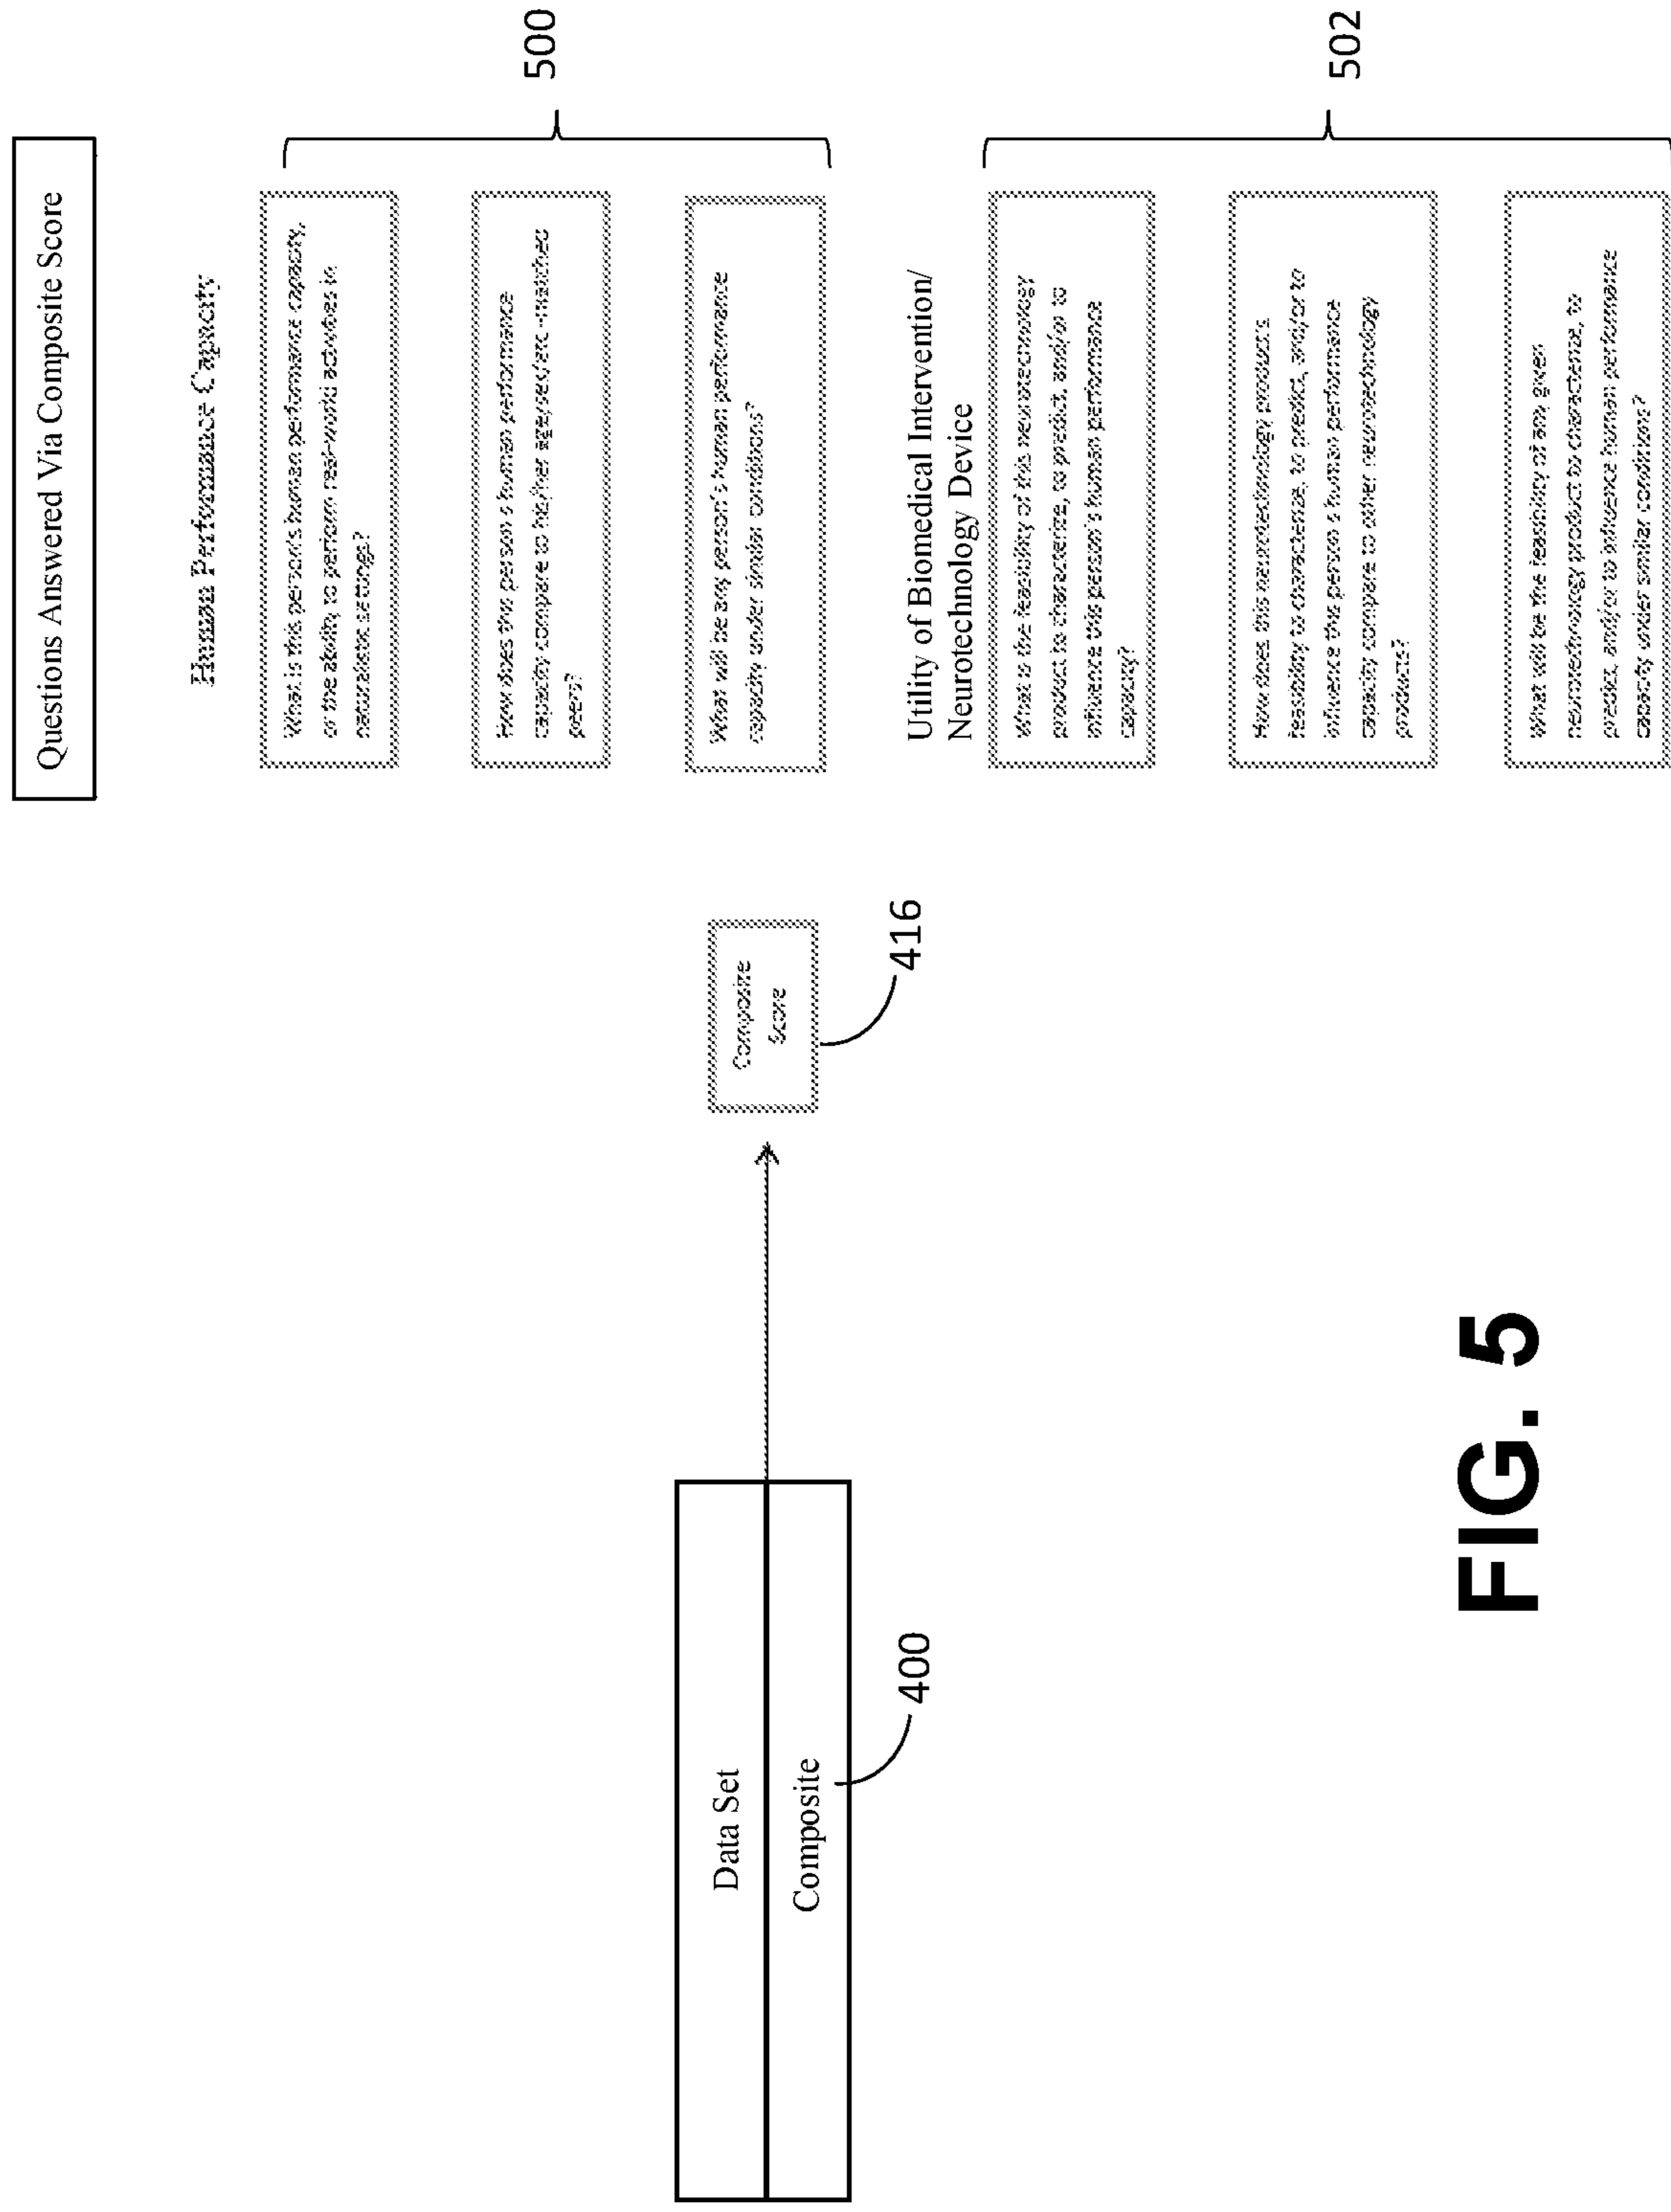 Questions Answered Via Composite Score
Human Performance Capacity
What is this person's human performance capacity,
or the ability to perform real-world activities in
naturalistic settings?
How does this person's human performance
capacity compare to his/her age/sex/etc.-matched
peers?
What will be any person's human performance
capacity under similar conditions?
500
Utility of Biomedical Intervention/
Neurotechnology Device
What is the feasibility of this neurotechnology
product to characterize, to predict, and/or to
influence this person's human performance
capacity?
How does this neurotechnology products
feasibility to characterize, to predict, and/or to
influence this person's human performance
capacity compare to other neurotechnology
products?
What will be the feasibility of any given
neurotechnology product to characterize, to
predict, and/or to influence human performance
capacity under similar conditions?
502
Composite
Score
416
Data Set
Composite
400
FIG. 5